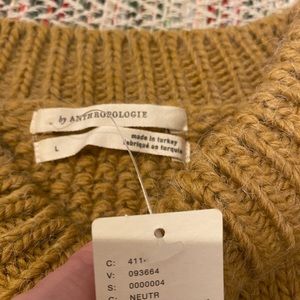 by ANTHROPOLOGIE
L
made in turkey
fabriqué en turquie
C: 411-
V: 093664
S: 0000004
C: NEUTR